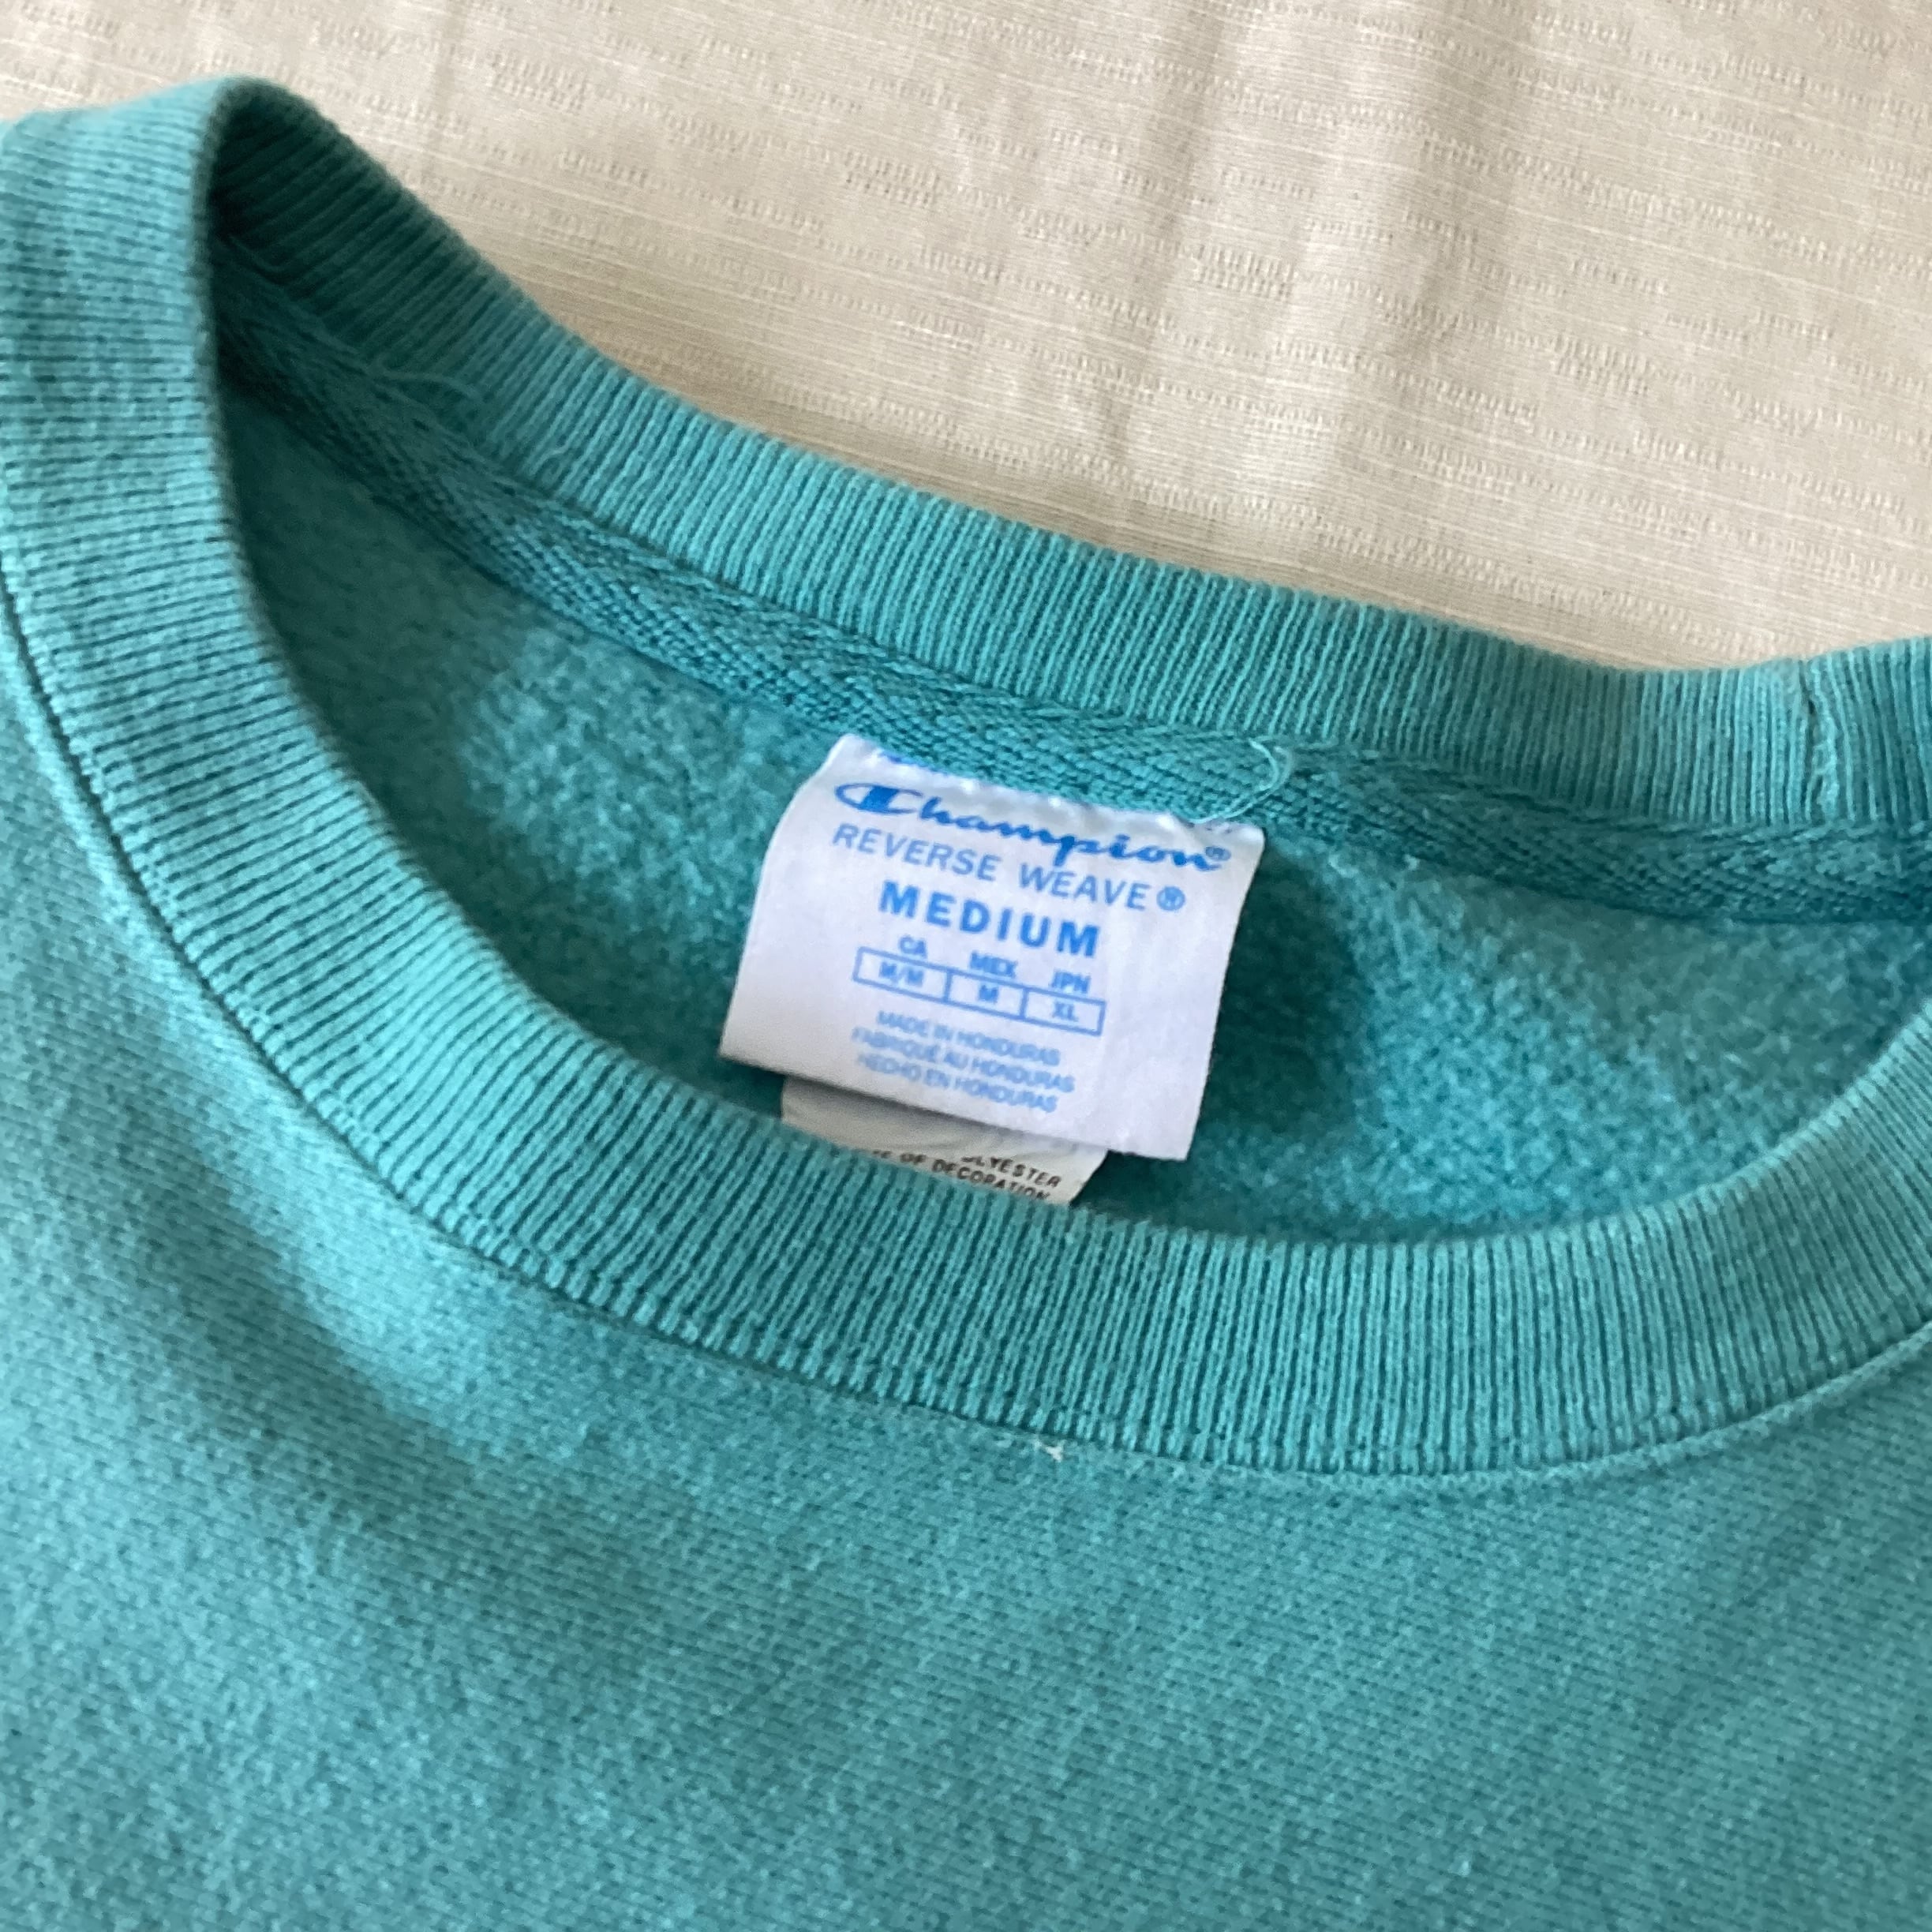 Champion®
REVERSE WEAVE®
MEDIUM
CA MEX JPN
M/M M XL
MADE IN HONDURAS
FABRIQUÉ AU HONDURAS
HECHO EN HONDURAS
OF DECORATION